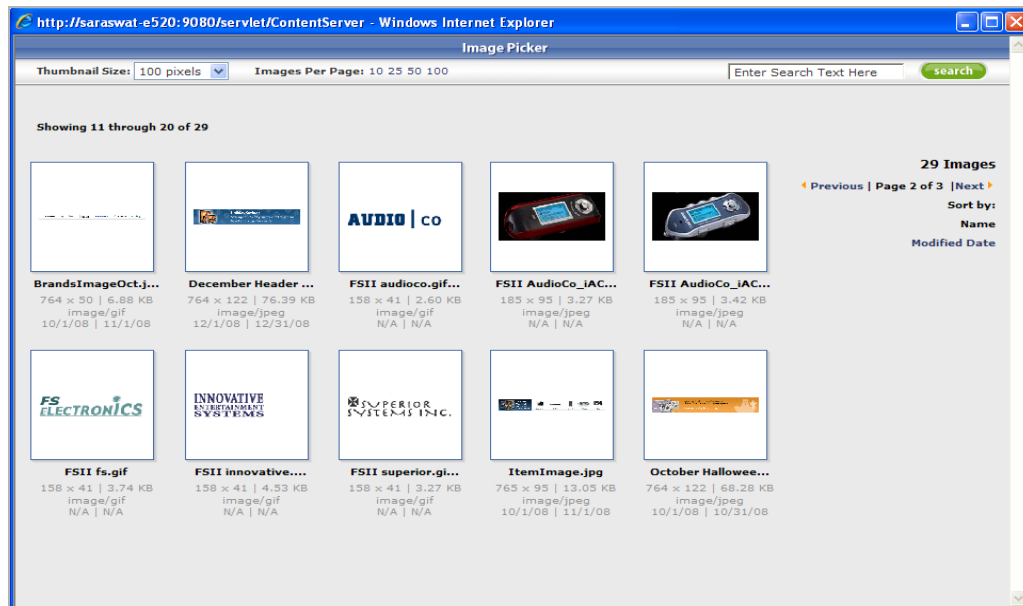 http://saraswat-e520:9080/servlet/ContentServer - Windows Internet Explorer
Image Picker
Thumbnail Size: 100 pixels Images Per Page: 10 25 50 100 Enter Search Text Here search
Showing 11 through 20 of 29
29 Images
Previous | Page 2 of 3 |Next
Sort by:
Name
Modified Date
AUDIO | CO
BrandsImageOct.j... December Header ... FSII audioco.gif... FSII AudioCo_iAC... FSII AudioCo_iAC...
764 x 50 | 6.88 KB 764 x 122 | 76.39 KB 158 x 41 | 2.60 KB 185 x 95 | 3.27 KB 185 x 95 | 3.42 KB
image/gif image/jpeg image/gif image/jpeg image/jpeg
10/1/08 | 11/1/08 12/1/08 | 12/31/08 N/A | N/A N/A | N/A N/A | N/A
FS ELECTRONICS
INNOVATIVE
ENTERTAINMENT
SYSTEMS
SUPERIOR
SYSTEMS INC.
FSII fs.gif FSII innovative.... FSII superior.gi... ItemImage.jpg October Hallowee...
158 x 41 | 3.74 KB 158 x 41 | 4.53 KB 158 x 41 | 3.27 KB 765 x 95 | 13.05 KB 764 x 122 | 68.28 KB
image/gif image/gif image/gif image/jpeg image/jpeg
N/A | N/A N/A | N/A N/A | N/A 10/1/08 | 11/1/08 10/1/08 | 10/31/08